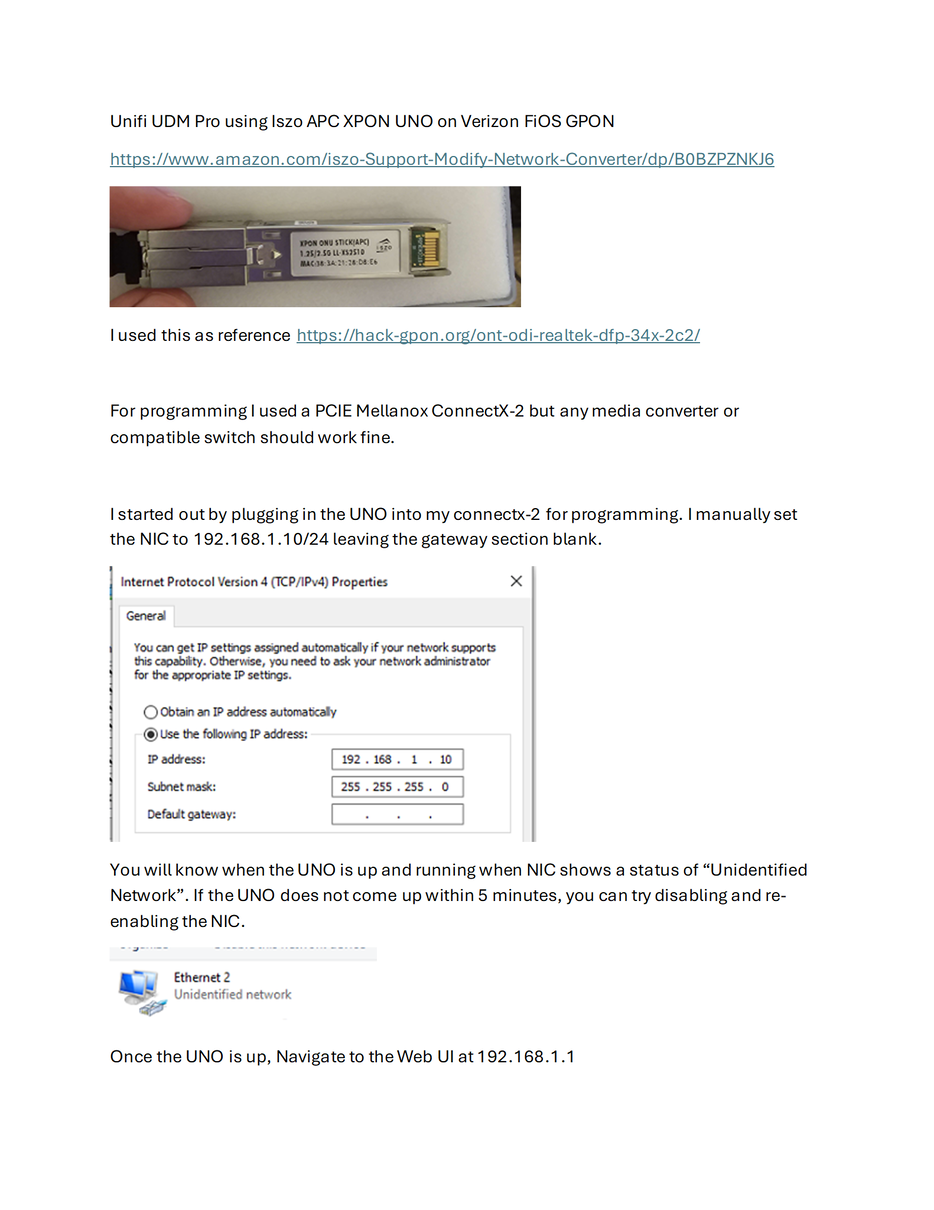 Unifi UDM Pro using Iszo APC XPON UNO on Verizon FiOS GPON
https://www.amazon.com/iszo-Support-Modify-Network-Converter/dp/B0BZPZNKJ6
XPON ONU STICK(APC)
iszo
1.25/2.5G LL-XS2510
MAC:38:3A:21:28:D8:E6
I used this as reference https://hack-gpon.org/ont-odi-realtek-dfp-34x-2c2/
For programming I used a PCIE Mellanox ConnectX-2 but any media converter or
compatible switch should work fine.
I started out by plugging in the UNO into my connectx-2 for programming. I manually set
the NIC to 192.168.1.10/24 leaving the gateway section blank.
Internet Protocol Version 4 (TCP/IPv4) Properties
General
You can get IP settings assigned automatically if your network supports
this capability. Otherwise, you need to ask your network administrator
for the appropriate IP settings.
Obtain an IP address automatically
Use the following IP address:
IP address: 192 . 168 . 1 . 10
Subnet mask: 255 . 255 . 255 . 0
Default gateway: . . .
You will know when the UNO is up and running when NIC shows a status of “Unidentified
Network”. If the UNO does not come up within 5 minutes, you can try disabling and re-
enabling the NIC.
Ethernet 2
Unidentified network
Once the UNO is up, Navigate to the Web UI at 192.168.1.1